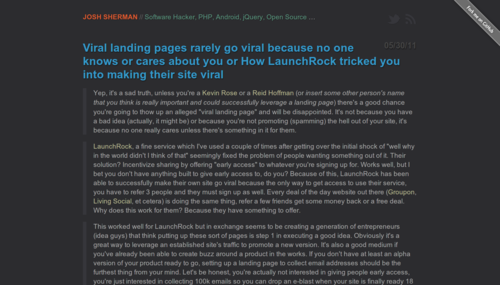 JOSH SHERMAN // Software Hacker, PHP, Android, jQuery, Open Source ...
Fork me on GitHub
05/30/11
Viral landing pages rarely go viral because no one
knows or cares about you or How LaunchRock tricked you
into making their site viral
Yep, it's a sad truth, unless you're a Kevin Rose or a Reid Hoffman (or insert some other person's name
that you think is really important and could successfully leverage a landing page) there's a good chance
you're going to thow up an alleged "viral landing page" and will be disappointed. It's not because you have
a bad idea (actually, it might be) or because you're not promoting (spamming) the hell out of your site, it's
because no one really cares unless there's something in it for them.
LaunchRock, a fine service which I've used a couple of times after getting over the intial shock of "well why
in the world didn't I think of that" seemingly fixed the problem of people wanting something out of it. Their
solution? Incentivize sharing by offering "early access" to whatever you're signing up for. Works well, but I
bet you don't have anything built to give early access to, do you? Because of this, LaunchRock has been
able to successfully make their own site go viral because the only way to get access to use their service,
you have to refer 3 people and they must sign up as well. Every deal of the day website out there (Groupon,
Living Social, et cetera) is doing the same thing, refer a few friends get some money back or a free deal.
Why does this work for them? Because they have something to offer.
This worked well for LaunchRock but in exchange seems to be creating a generation of entrepreneurs
(idea guys) that think putting up these sort of pages is step 1 in executing a good idea. Obviously it's a
great way to leverage an established site's traffic to promote a new version. It's also a good medium if
you've already been able to create buzz around a product in the works. If you don't have at least an alpha
version of your product ready to go, setting up a landing page to collect email addresses should be the
furthest thing from your mind. Let's be honest, you're actually not interested in giving people early access,
you're just interested in collecting 100k emails so you can drop an e-blast when your site is finally ready 18